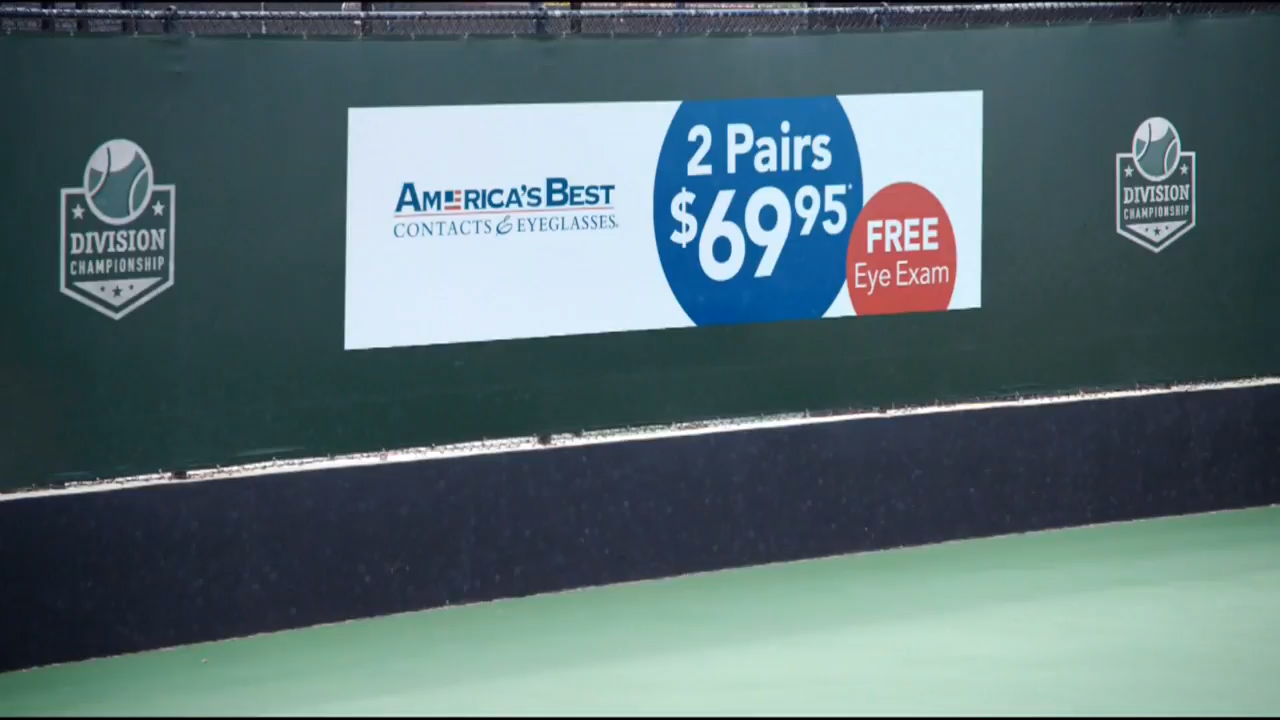 DIVISION
CHAMPIONSHIP
AMERICA'S BEST
CONTACTS & EYEGLASSES
2 Pairs
$69 95*
FREE
Eye Exam
DIVISION
CHAMPIONSHIP